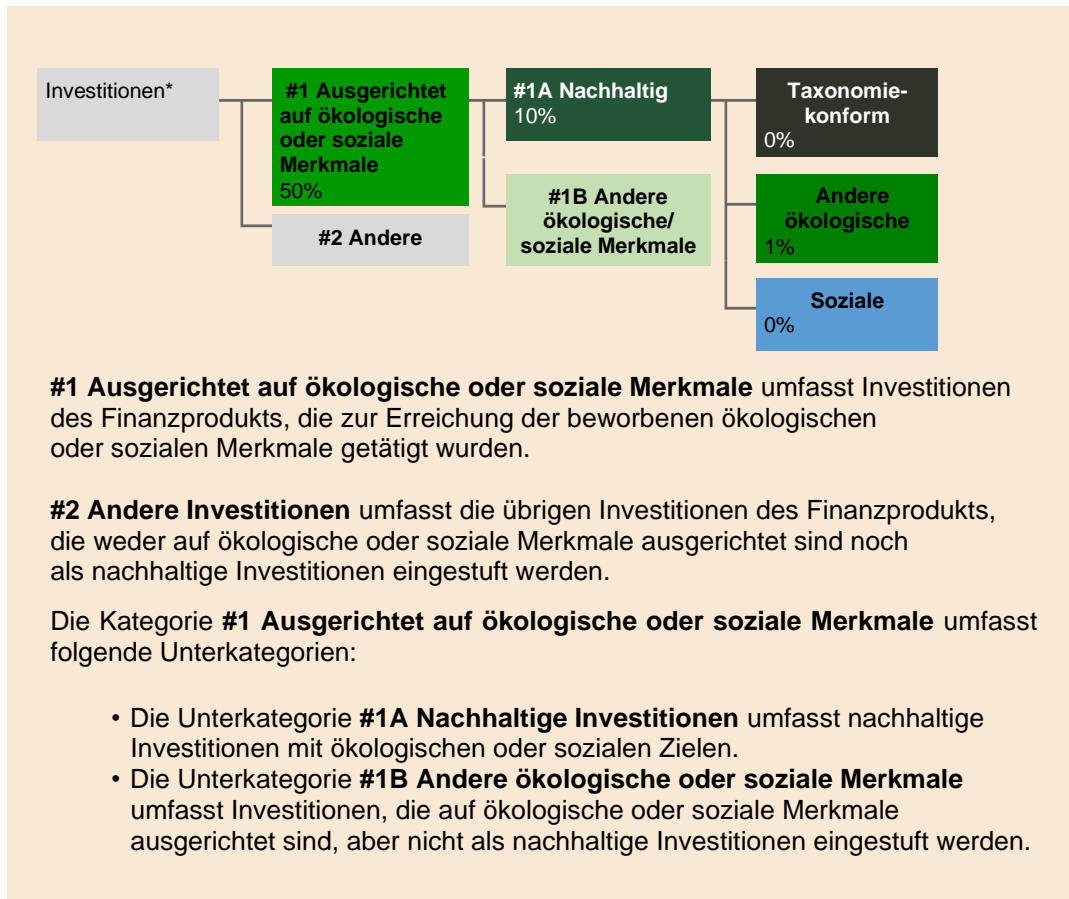 Investitionen*
#1 Ausgerichtet
auf ökologische
oder soziale
Merkmale
50%
#2 Andere
#1A Nachhaltig
10%
#1B Andere
ökologische/
soziale Merkmale
Taxonomie-
konform
0%
Andere
ökologische
1%
Soziale
0%
#1 Ausgerichtet auf ökologische oder soziale Merkmale umfasst Investitionen
des Finanzprodukts, die zur Erreichung der beworbenen ökologischen
oder sozialen Merkmale getätigt wurden.
#2 Andere Investitionen umfasst die übrigen Investitionen des Finanzprodukts,
die weder auf ökologische oder soziale Merkmale ausgerichtet sind noch
als nachhaltige Investitionen eingestuft werden.
Die Kategorie #1 Ausgerichtet auf ökologische oder soziale Merkmale umfasst
folgende Unterkategorien:
• Die Unterkategorie #1A Nachhaltige Investitionen umfasst nachhaltige
Investitionen mit ökologischen oder sozialen Zielen.
• Die Unterkategorie #1B Andere ökologische oder soziale Merkmale
umfasst Investitionen, die auf ökologische oder soziale Merkmale
ausgerichtet sind, aber nicht als nachhaltige Investitionen eingestuft werden.